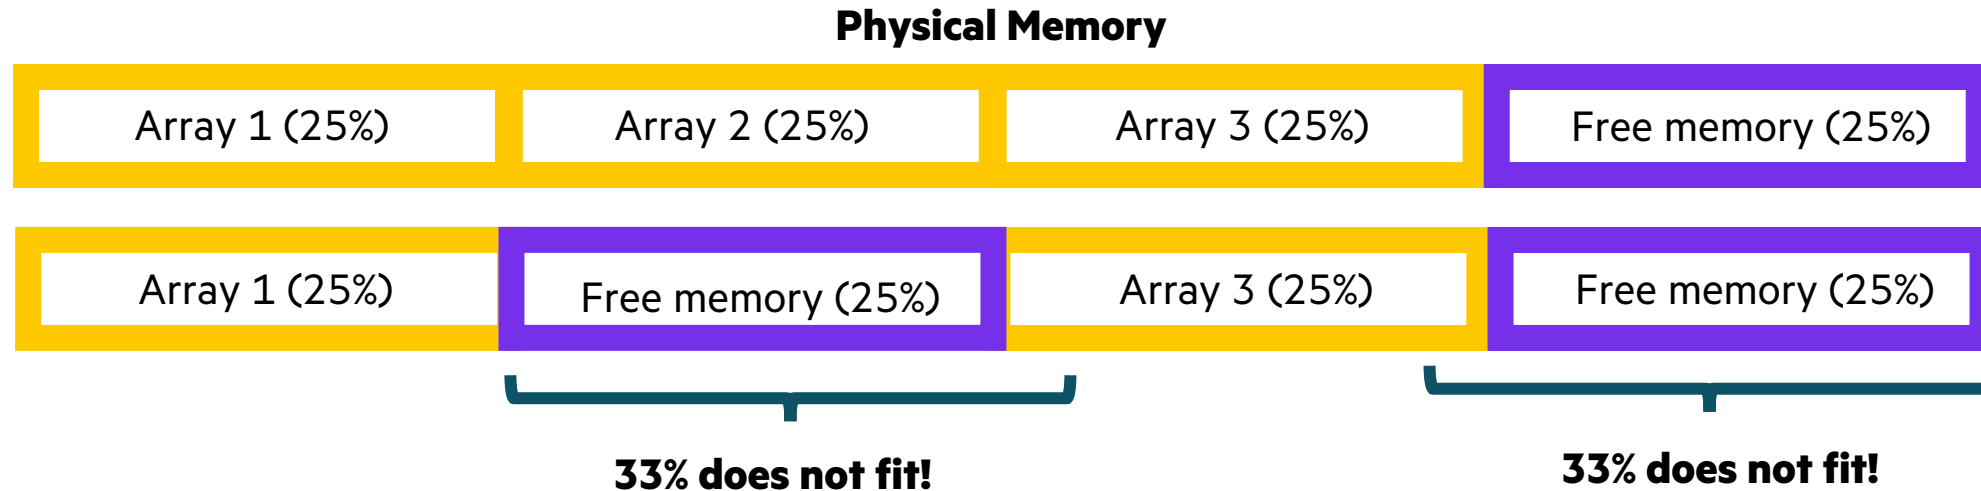 Physical Memory
Array 1 (25%) Array 2 (25%) Array 3 (25%) Free memory (25%)
Array 1 (25%) Free memory (25%) Array 3 (25%) Free memory (25%)
33% does not fit! 33% does not fit!